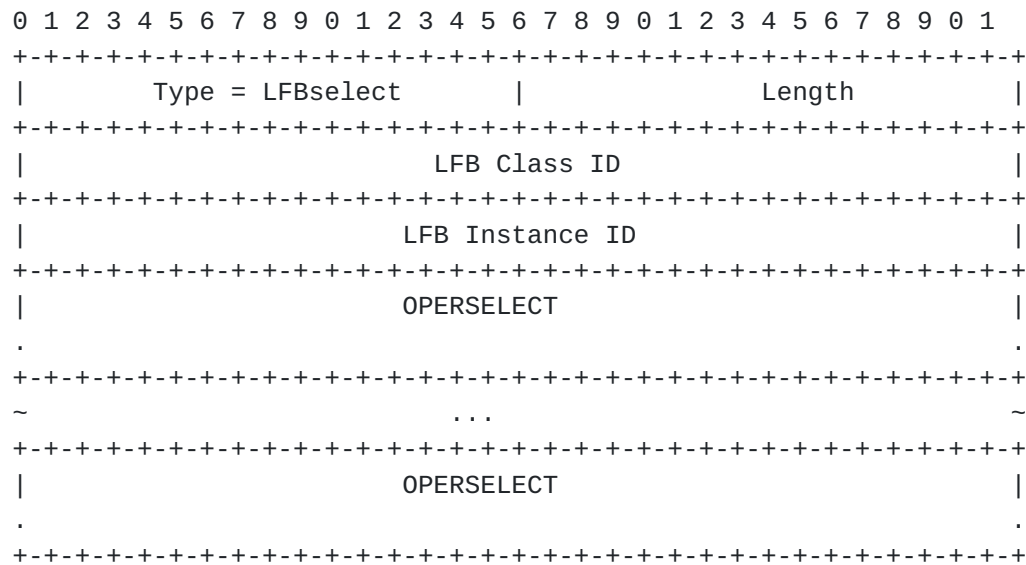 0 1 2 3 4 5 6 7 8 9 0 1 2 3 4 5 6 7 8 9 0 1 2 3 4 5 6 7 8 9 0 1
+-+-+-+-+-+-+-+-+-+-+-+-+-+-+-+-+-+-+-+-+-+-+-+-+-+-+-+-+-+-+-+-+
|        Type = LFBselect       |               Length          |
+-+-+-+-+-+-+-+-+-+-+-+-+-+-+-+-+-+-+-+-+-+-+-+-+-+-+-+-+-+-+-+-+
|                          LFB Class ID                         |
+-+-+-+-+-+-+-+-+-+-+-+-+-+-+-+-+-+-+-+-+-+-+-+-+-+-+-+-+-+-+-+-+
|                        LFB Instance ID                        |
+-+-+-+-+-+-+-+-+-+-+-+-+-+-+-+-+-+-+-+-+-+-+-+-+-+-+-+-+-+-+-+-+
|                        OPERSELECT                             |
.                                                               .
+-+-+-+-+-+-+-+-+-+-+-+-+-+-+-+-+-+-+-+-+-+-+-+-+-+-+-+-+-+-+-+-+
~                           ...                                 ~
+-+-+-+-+-+-+-+-+-+-+-+-+-+-+-+-+-+-+-+-+-+-+-+-+-+-+-+-+-+-+-+-+
|                        OPERSELECT                             |
.                                                               .
+-+-+-+-+-+-+-+-+-+-+-+-+-+-+-+-+-+-+-+-+-+-+-+-+-+-+-+-+-+-+-+-+